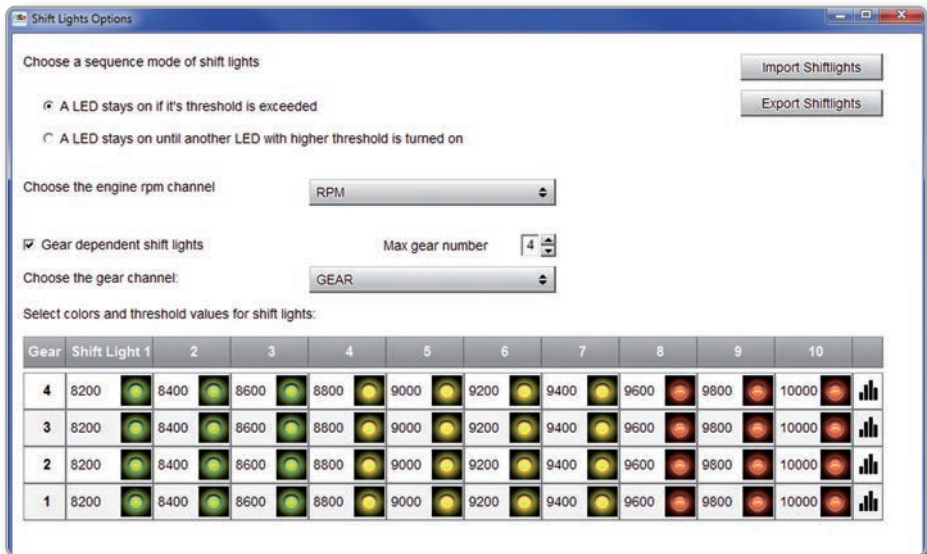 Shift Lights Options
Choose a sequence mode of shift lights
Import Shiftlights
A LED stays on if it's threshold is exceeded
Export Shiftlights
A LED stays on until another LED with higher threshold is turned on
Choose the engine rpm channel
RPM
Gear dependent shift lights
Max gear number
4
Choose the gear channel:
GEAR
Select colors and threshold values for shift lights:
Gear Shift Light 1 2 3 4 5 6 7 8 9 10
4 8200 8400 8600 8800 9000 9200 9400 9600 9800 10000
3 8200 8400 8600 8800 9000 9200 9400 9600 9800 10000
2 8200 8400 8600 8800 9000 9200 9400 9600 9800 10000
1 8200 8400 8600 8800 9000 9200 9400 9600 9800 10000